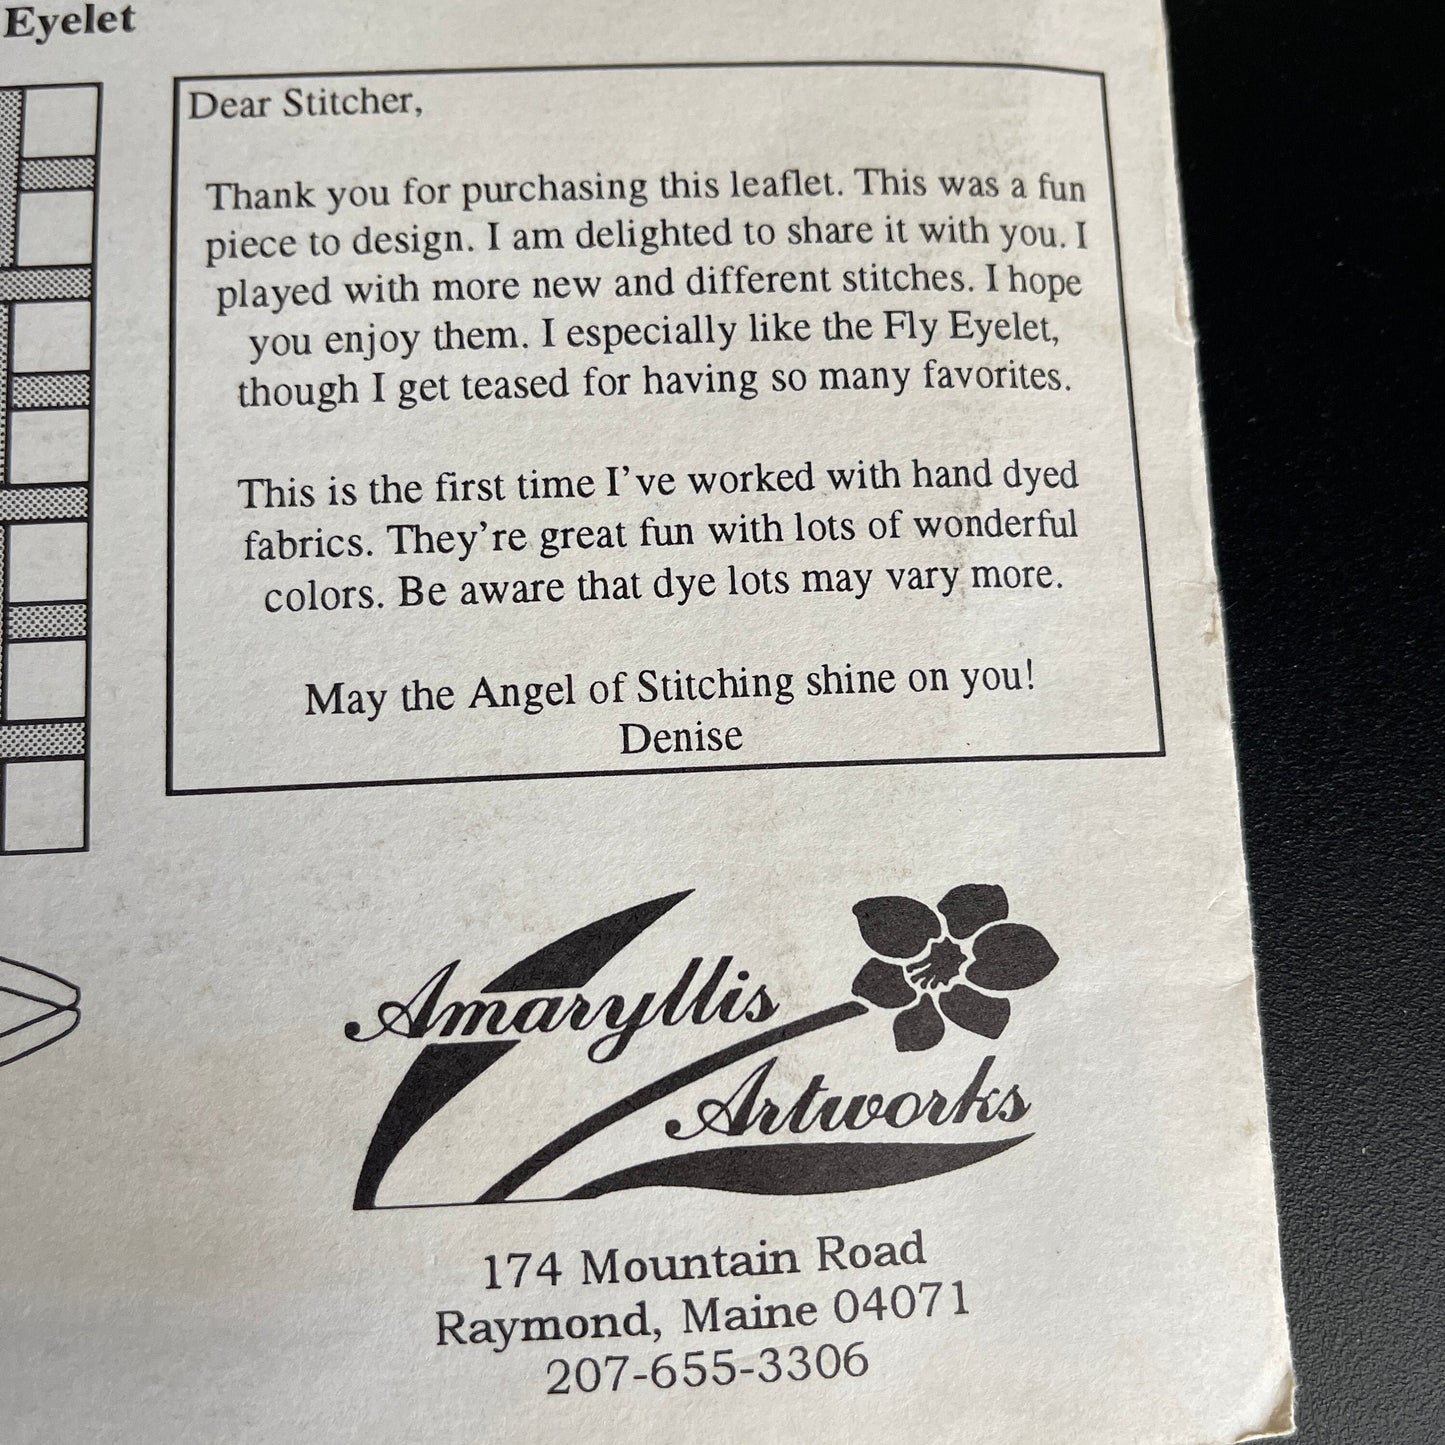 Eyelet
Dear Stitcher,
Thank you for purchasing this leaflet. This was a fun
piece to design. I am delighted to share it with you. I
played with more new and different stitches. I hope
you enjoy them. I especially like the Fly Eyelet,
though I get teased for having so many favorites.
This is the first time I've worked with hand dyed
fabrics. They're great fun with lots of wonderful
colors. Be aware that dye lots may vary more.
May the Angel of Stitching shine on you!
Denise
Amaryllis
Artworks
174 Mountain Road
Raymond, Maine 04071
207-655-3306